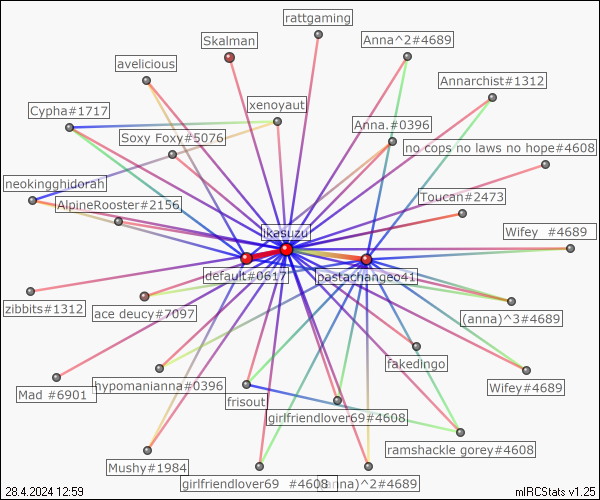 rattgaming
Skalman
Anna^2#4689
avelicious
Annarchist#1312
xenoyaut
Cypha#1717
Anna.#0396
Soxy Foxy#5076
no cops no laws no hope#4608
neokingghidorah
Toucan#2473
AlpineRooster#2156
ikasuzu
Wifey  #4689
default#0617
pastachangeo41
zibbits#1312
ace deucy#7097
(anna)^3#4689
fakedingo
Mad #6901
hypomanianna#0396
Wifey#4689
frisout
girlfriendlover69#4608
ramshackle gorey#4608
Mushy#1984
girlfriendlover69  #4608
(anna)^2#4689
28.4.2024 12:59
mIRCStats v1.25